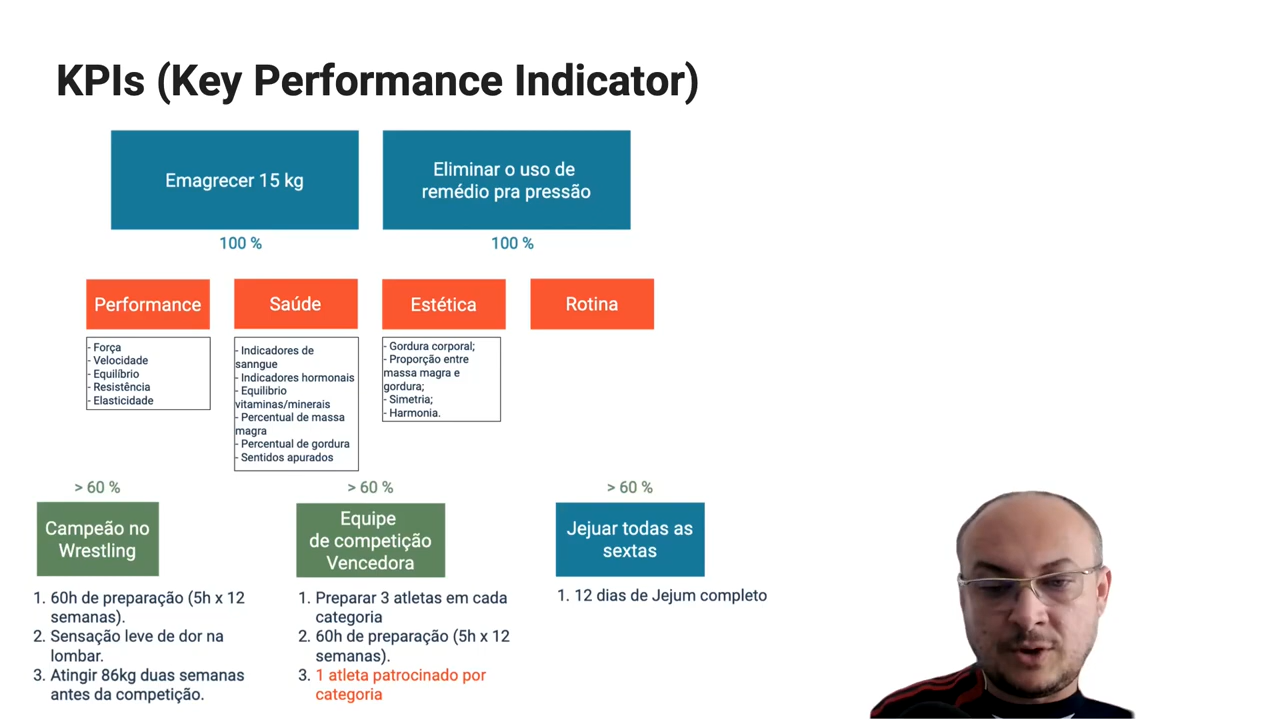 KPIs (Key Performance Indicator)
Emagrecer 15 kg
Eliminar o uso de
remédio pra pressão
100 %
100 %
Performance
Saúde
Estética
Rotina
- Força
- Velocidade
- Equilíbrio
- Resistência
- Elasticidade
- Indicadores de
sanngue
- Indicadores hormonais
- Equilibrio
vitaminas/minerais
- Percentual de massa
magra
- Percentual de gordura
- Sentidos apurados
- Gordura corporal;
- Proporção entre
massa magra e
gordura;
- Simetria;
- Harmonia.
> 60 %
> 60 %
> 60 %
Campeão no
Wrestling
1. 60h de preparação (5h x 12
semanas).
2. Sensação leve de dor na
lombar.
3. Atingir 86kg duas semanas
antes da competição.
Equipe
de competição
Vencedora
1. Preparar 3 atletas em cada
categoria
2. 60h de preparação (5h x 12
semanas).
3. 1 atleta patrocinado por
categoria
Jejuar todas as
sextas
1. 12 dias de Jejum completo